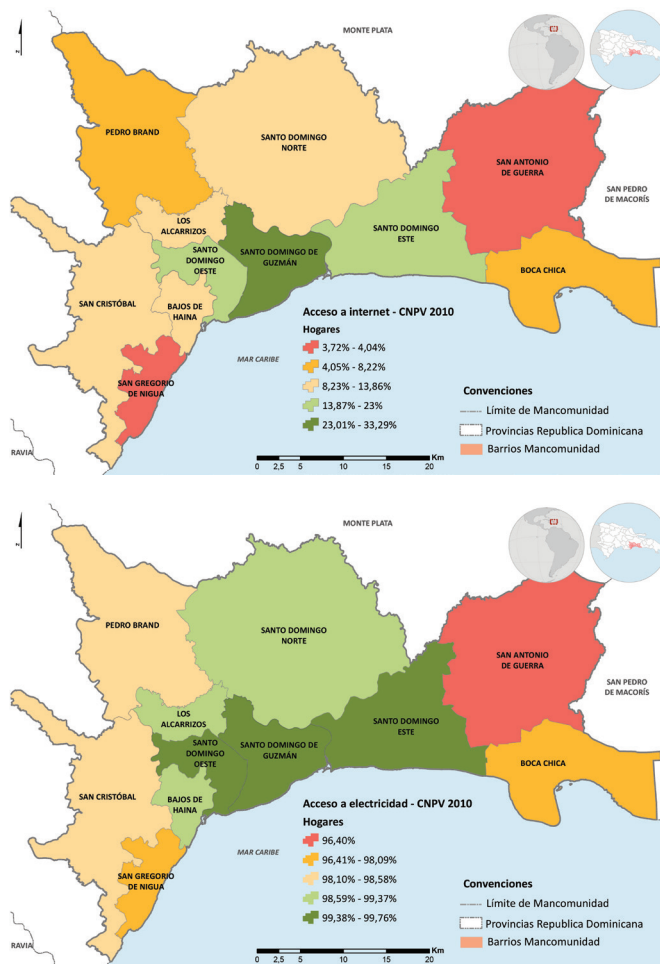 MONTE PLATA
N
PEDRO BRAND
SANTO DOMINGO
NORTE
SAN ANTONIO
DE GUERRA
SAN PEDRO
DE MACORÍS
LOS
ALCARRIZOS
SANTO
DOMINGO
OESTE
SANTO DOMINGO DE
GUZMÁN
SANTO DOMINGO
ESTE
BOCA CHICA
SAN CRISTÓBAL
BAJOS DE
HAINA
SAN GREGORIO
DE NIGUA
MAR CARIBE
RAVIA
Acceso a internet - CNPV 2010
Hogares
3,72% - 4,04%
4,05% - 8,22%
8,23% - 13,86%
13,87% - 23%
23,01% - 33,29%
Convenciones
Límite de Mancomunidad
Provincias Republica Dominicana
Barrios Mancomunidad
Km
0 2,5 5 10 15 20
MONTE PLATA
N
PEDRO BRAND
SANTO DOMINGO
NORTE
SAN ANTONIO
DE GUERRA
SAN PEDRO
DE MACORÍS
LOS
ALCARRIZOS
SANTO
DOMINGO
OESTE
SANTO DOMINGO DE
GUZMÁN
SANTO DOMINGO
ESTE
BOCA CHICA
SAN CRISTÓBAL
BAJOS DE
HAINA
SAN GREGORIO
DE NIGUA
MAR CARIBE
RAVIA
Acceso a electricidad - CNPV 2010
Hogares
96,40%
96,41% - 98,09%
98,10% - 98,58%
98,59% - 99,37%
99,38% - 99,76%
Convenciones
Límite de Mancomunidad
Provincias Republica Dominicana
Barrios Mancomunidad
Km
0 2,5 5 10 15 20